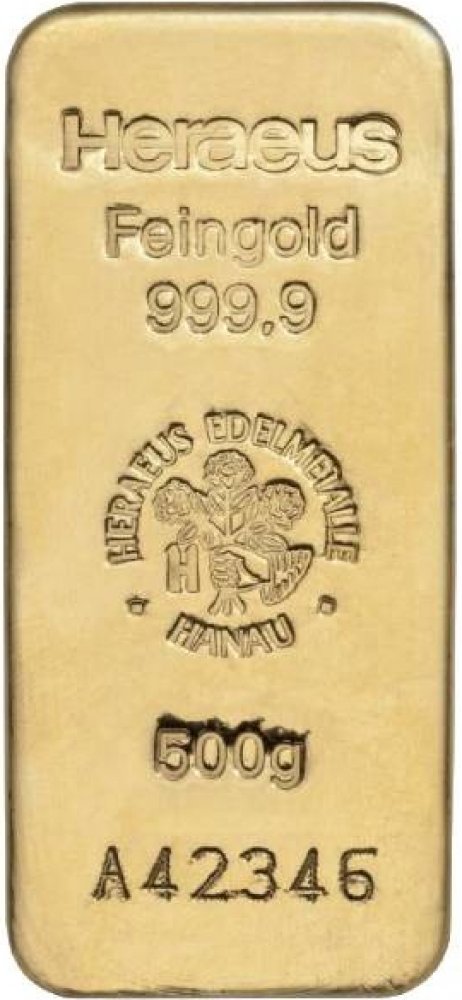 Heraeus
Feingold
999,9
HERAEUS EDELMETALLE
H
HANAU
500g
A42346